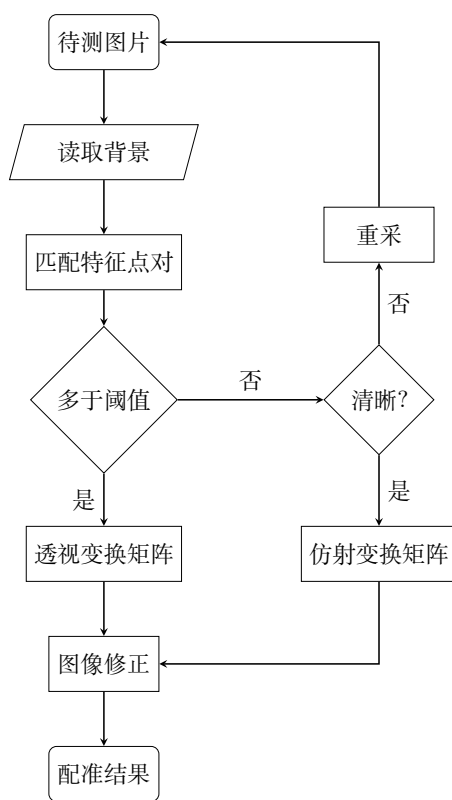 待测图片
读取背景
重采
匹配特征点对
否
否
多于阈值
清晰?
是
是
透视变换矩阵
仿射变换矩阵
图像修正
配准结果